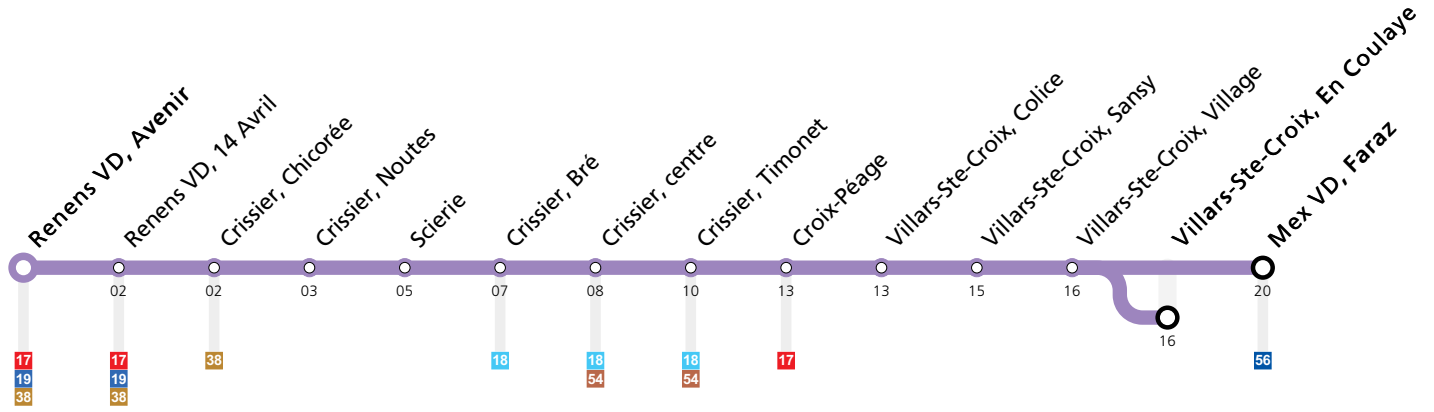 Renens VD, Avenir
Renens VD, 14 Avril
Crissier, Chicorée
Crissier, Noutes
Scierie
Crissier, Bré
Crissier, centre
Crissier, Timonet
Croix-Péage
Villars-Ste-Croix, Colice
Villars-Ste-Croix, Sansy
Villars-Ste-Croix, Village
Villars-Ste-Croix, En Coulaye
Mex VD, Faraz
02 02 03 05 07 08 10 13 13 15 16 20
16
17 17 38 18 18 18 17 56
19 19 54 54
38 38